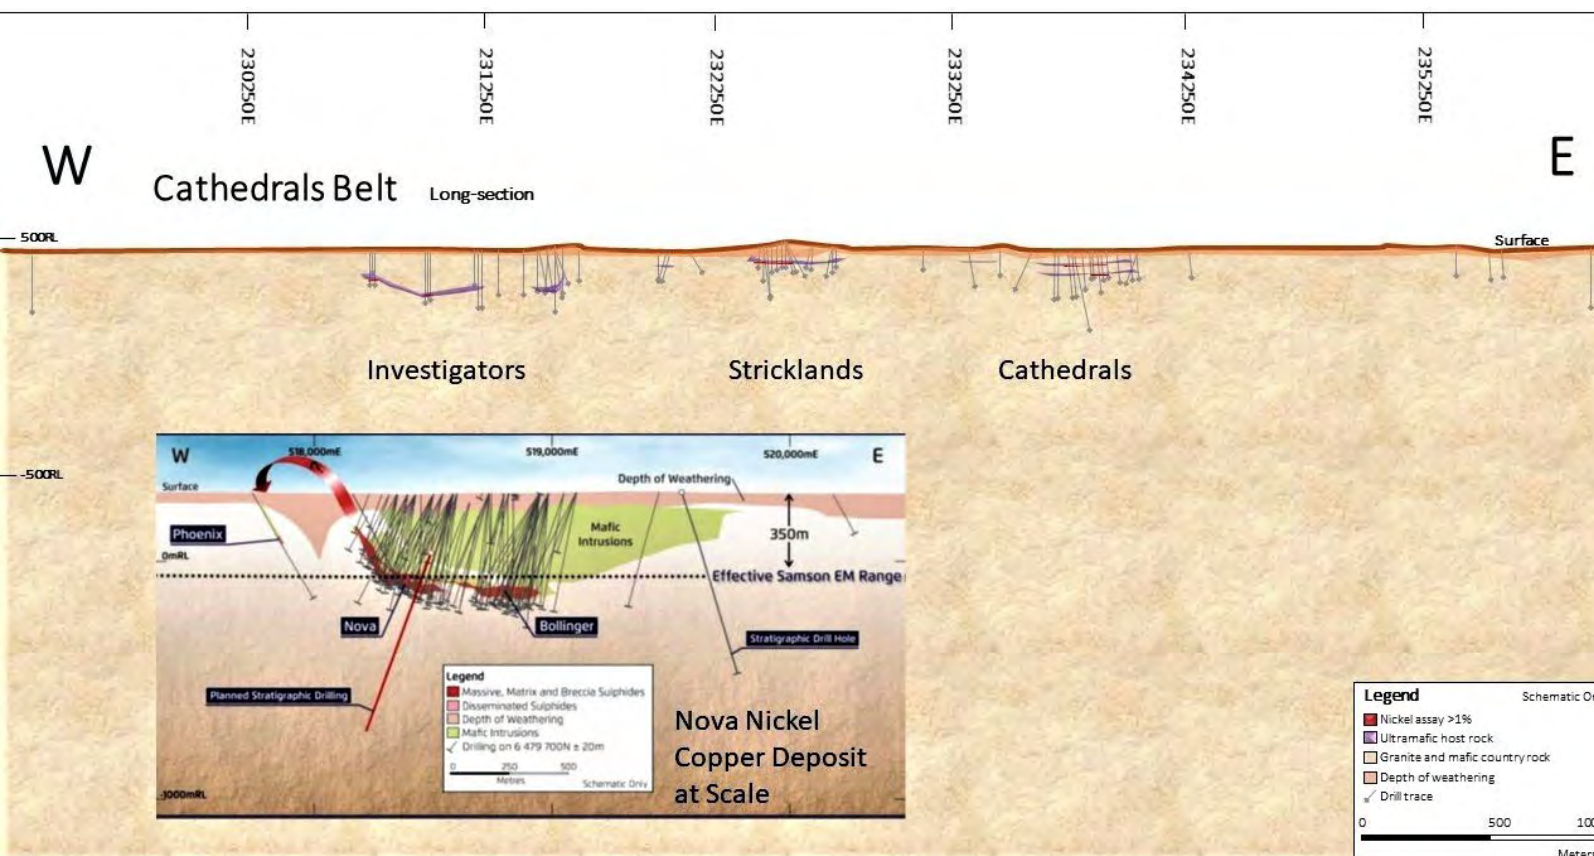 230250E
231250E
232250E
233250E
234250E
235250E
W
E
Cathedrals Belt Long-section
500RL
Surface
Investigators
Stricklands
Cathedrals
-500RL
W
518,000mE
519,000mE
520,000mE
E
Surface
Depth of Weathering
Phoenix
Mafic
Intrusions
350m
0mRL
Effective Samson EM Range
Nova
Bollinger
Stratigraphic Drill Hole
Planned Stratigraphic Drilling
Legend
Massive, Matrix and Breccia Sulphides
Disseminated Sulphides
Depth of Weathering
Mafic Intrusions
Drilling on 6 479 700N ± 20m
0 250 500
Metres
Schematic Only
-1000mRL
Nova Nickel
Copper Deposit
at Scale
Legend
Schematic
Nickel assay >1%
Ultramafic host rock
Granite and mafic country rock
Depth of weathering
Drill trace
0 500